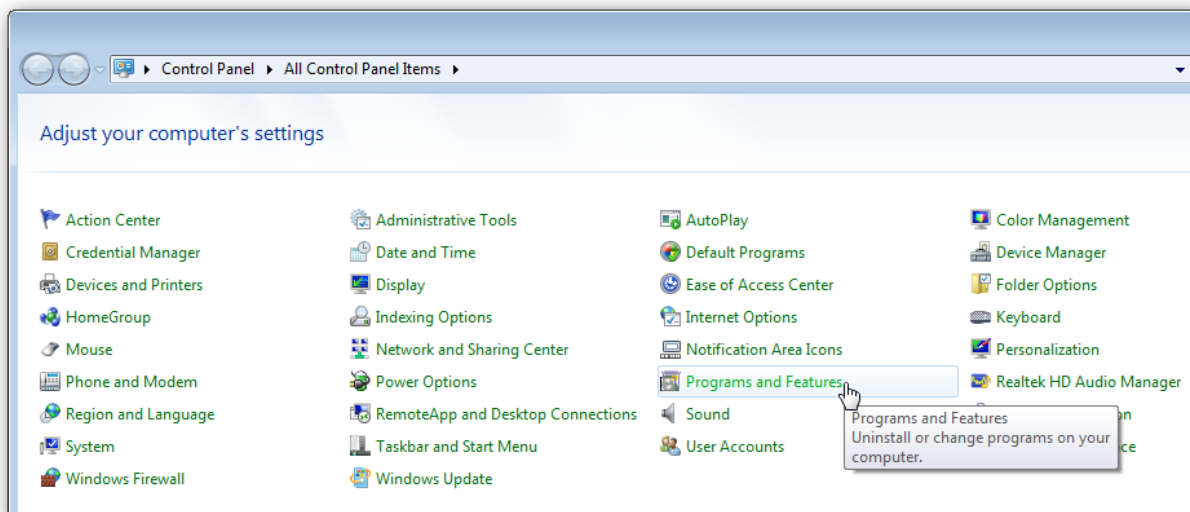 Control Panel All Control Panel Items
Adjust your computer's settings
Action Center Administrative Tools AutoPlay Color Management
Credential Manager Date and Time Default Programs Device Manager
Devices and Printers Display Ease of Access Center Folder Options
HomeGroup Indexing Options Internet Options Keyboard
Mouse Network and Sharing Center Notification Area Icons Personalization
Phone and Modem Power Options Programs and Features Realtek HD Audio Manager
Region and Language RemoteApp and Desktop Connections Sound
System Taskbar and Start Menu User Accounts
Windows Firewall Windows Update
Programs and Features
Uninstall or change programs on your
computer.